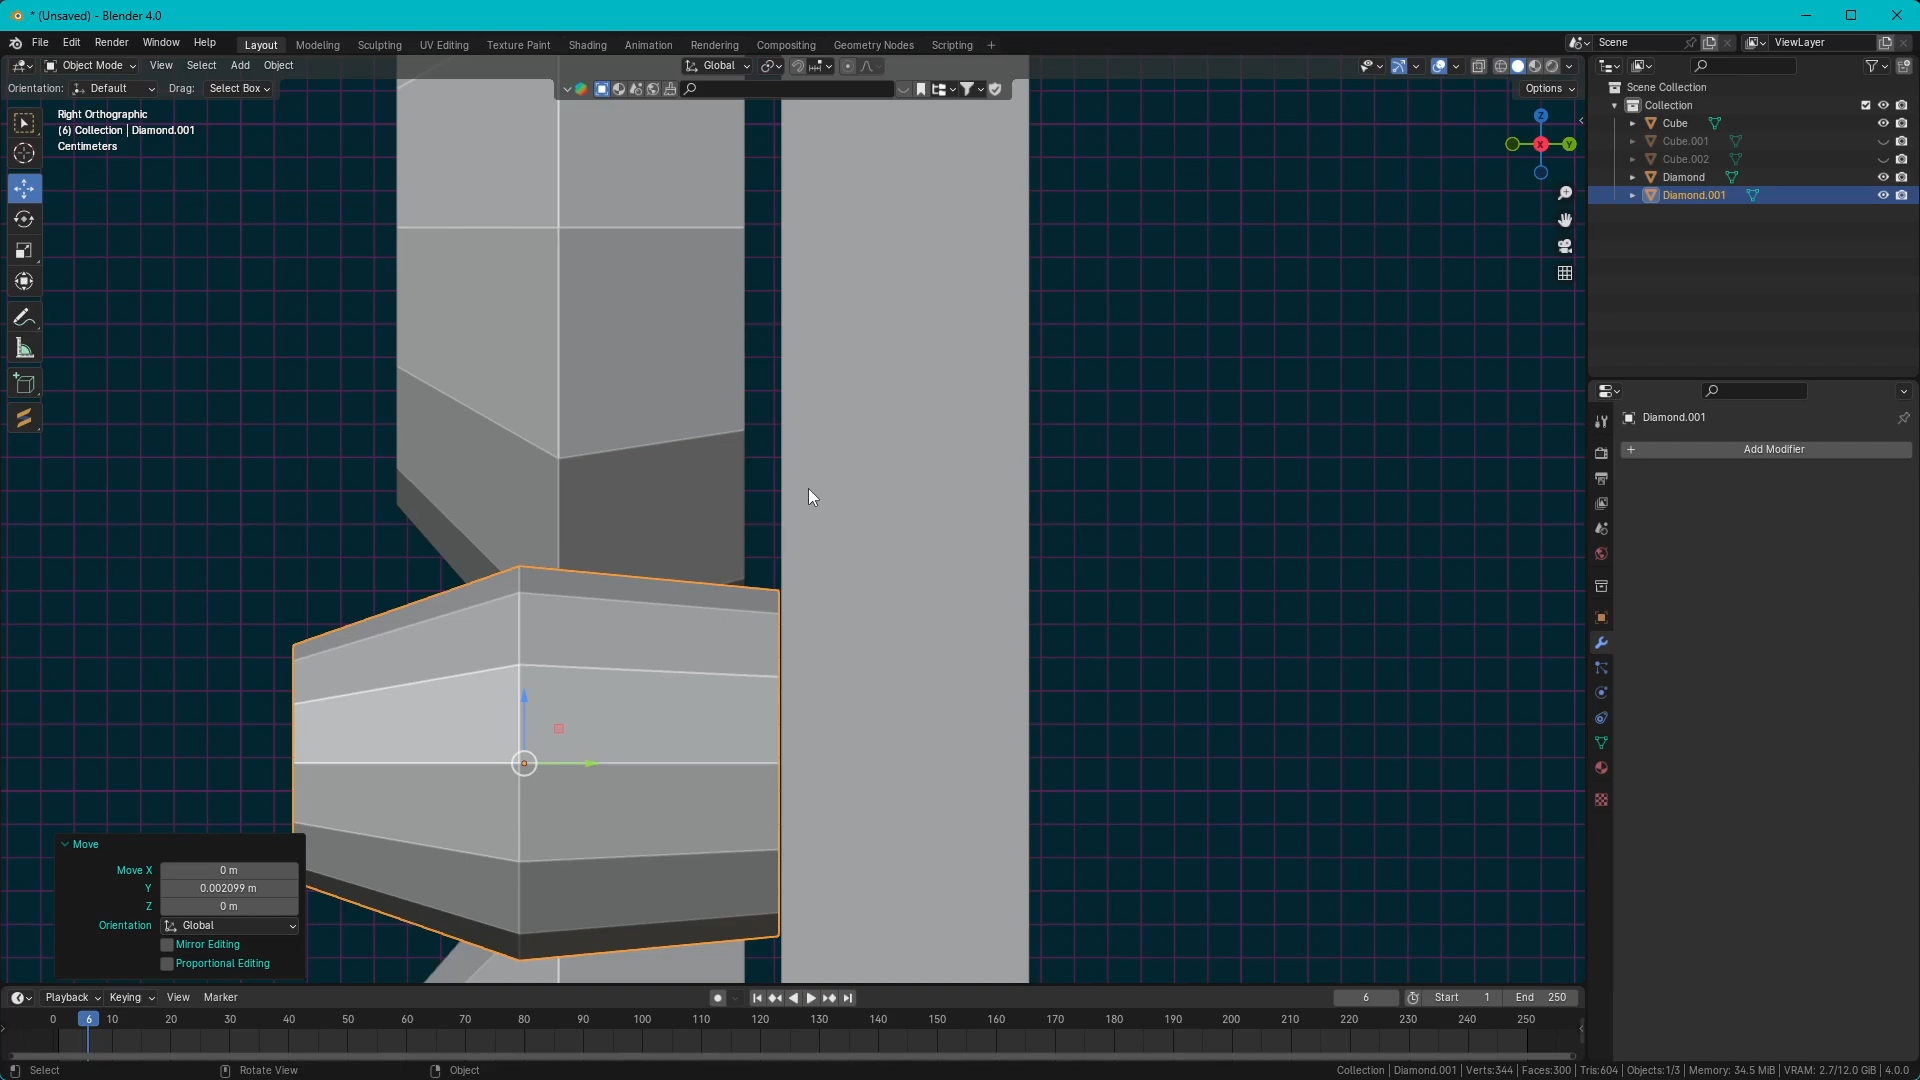 * (Unsaved) - Blender 4.0
File Edit Render Window Help Layout Modeling Sculpting UV Editing Texture Paint Shading Animation Rendering Compositing Geometry Nodes Scripting + Scene ViewLayer
Object Mode View Select Add Object Global
Orientation: Default Drag: Select Box Options
Right Orthographic
(6) Collection | Diamond.001
Centimeters
Z
X
Y
Scene Collection
Collection
Cube
Cube.001
Cube.002
Diamond
Diamond.001
Diamond.001
+ Add Modifier
Move
Move X 0 m
Y 0.002099 m
Z 0 m
Orientation Global
Mirror Editing
Proportional Editing
Playback Keying View Marker 6 Start 1 End 250
0 6 10 20 30 40 50 60 70 80 90 100 110 120 130 140 150 160 170 180 190 200 210 220 230 240 250
Select Rotate View Object Collection | Diamond.001 | Verts:344 | Faces:300 | Tris:604 | Objects:1/3 | Memory: 34.5 MiB | VRAM: 2.7/12.0 GiB | 4.0.0